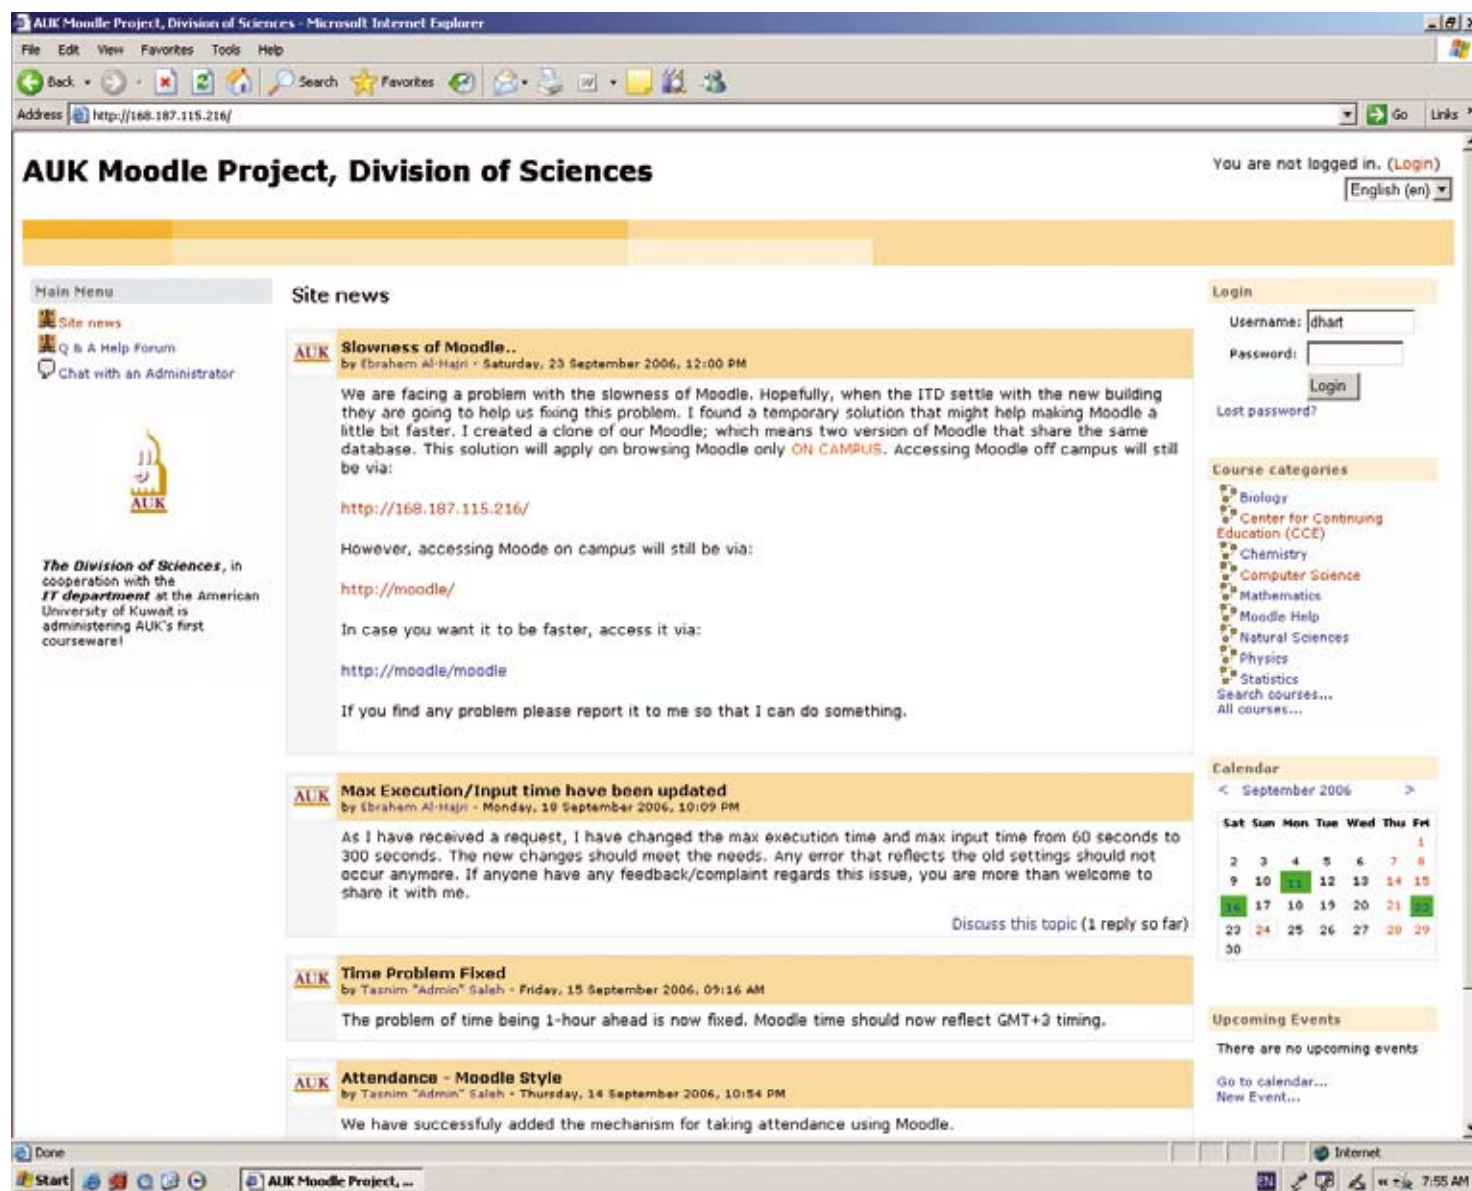 AUK Moodle Project, Division of Sciences - Microsoft Internet Explorer
File Edit View Favorites Tools Help
Back Search Favorites
Address http://168.187.115.216/ Go Links
AUK Moodle Project, Division of Sciences
You are not logged in. (Login)
English (en)
Main Menu
Site news
Q & A Help Forum
Chat with an Administrator
AUK
The Division of Sciences, in
cooperation with the
IT department at the American
University of Kuwait is
administering AUK's first
courseware!
Site news
AUK
Slowness of Moodle..
by Ebrahem Al-Hajri - Saturday, 23 September 2006, 12:00 PM
We are facing a problem with the slowness of Moodle. Hopefully, when the ITD settle with the new building
they are going to help us fixing this problem. I found a temporary solution that might help making Moodle a
little bit faster. I created a clone of our Moodle; which means two version of Moodle that share the same
database. This solution will apply on browsing Moodle only ON CAMPUS. Accessing Moodle off campus will still
be via:
http://168.187.115.216/
However, accessing Moode on campus will still be via:
http://moodle/
In case you want it to be faster, access it via:
http://moodle/moodle
If you find any problem please report it to me so that I can do something.
AUK
Max Execution/Input time have been updated
by Ebrahem Al-Hajri - Monday, 18 September 2006, 10:09 PM
As I have received a request, I have changed the max execution time and max input time from 60 seconds to
300 seconds. The new changes should meet the needs. Any error that reflects the old settings should not
occur anymore. If anyone have any feedback/complaint regards this issue, you are more than welcome to
share it with me.
Discuss this topic (1 reply so far)
AUK
Time Problem Fixed
by Tasnim "Admin" Saleh - Friday, 15 September 2006, 09:16 AM
The problem of time being 1-hour ahead is now fixed. Moodle time should now reflect GMT+3 timing.
AUK
Attendance - Moodle Style
by Tasnim "Admin" Saleh - Thursday, 14 September 2006, 10:54 PM
We have successfuly added the mechanism for taking attendance using Moodle.
Login
Username: dhart
Password:
Login
Lost password?
Course categories
Biology
Center for Continuing
Education (CCE)
Chemistry
Computer Science
Mathematics
Moodle Help
Natural Sciences
Physics
Statistics
Search courses...
All courses...
Calendar
< September 2006 >
Sat Sun Mon Tue Wed Thu Fri
1
2 3 4 5 6 7 8
9 10 11 12 13 14 15
16 17 18 19 20 21 22
23 24 25 26 27 28 29
30
Upcoming Events
There are no upcoming events
Go to calendar...
New Event...
Done
Internet
Start AUK Moodle Project, ... EN 7:55 AM